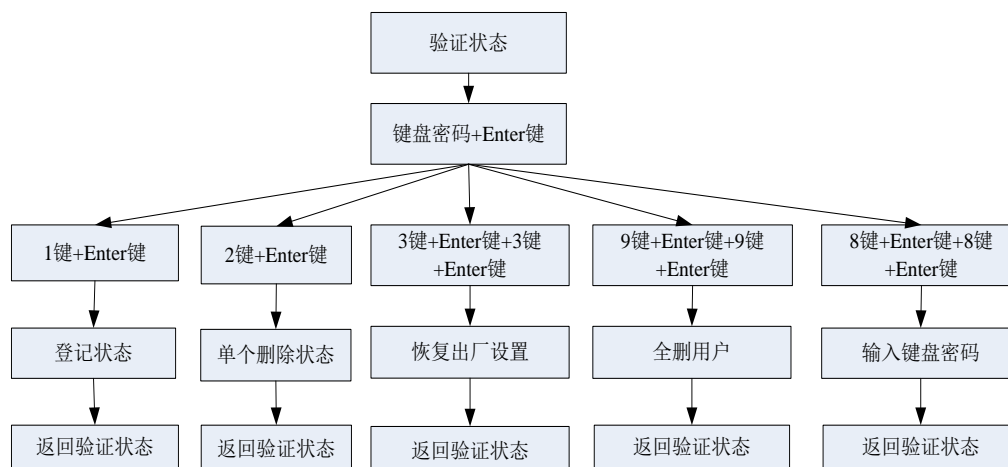 验证状态
键盘密码+Enter键
1键+Enter键
2键+Enter键
3键+Enter键+3键
+Enter键
9键+Enter键+9键
+Enter键
8键+Enter键+8键
+Enter键
登记状态
单个删除状态
恢复出厂设置
全删用户
输入键盘密码
返回验证状态
返回验证状态
返回验证状态
返回验证状态
返回验证状态